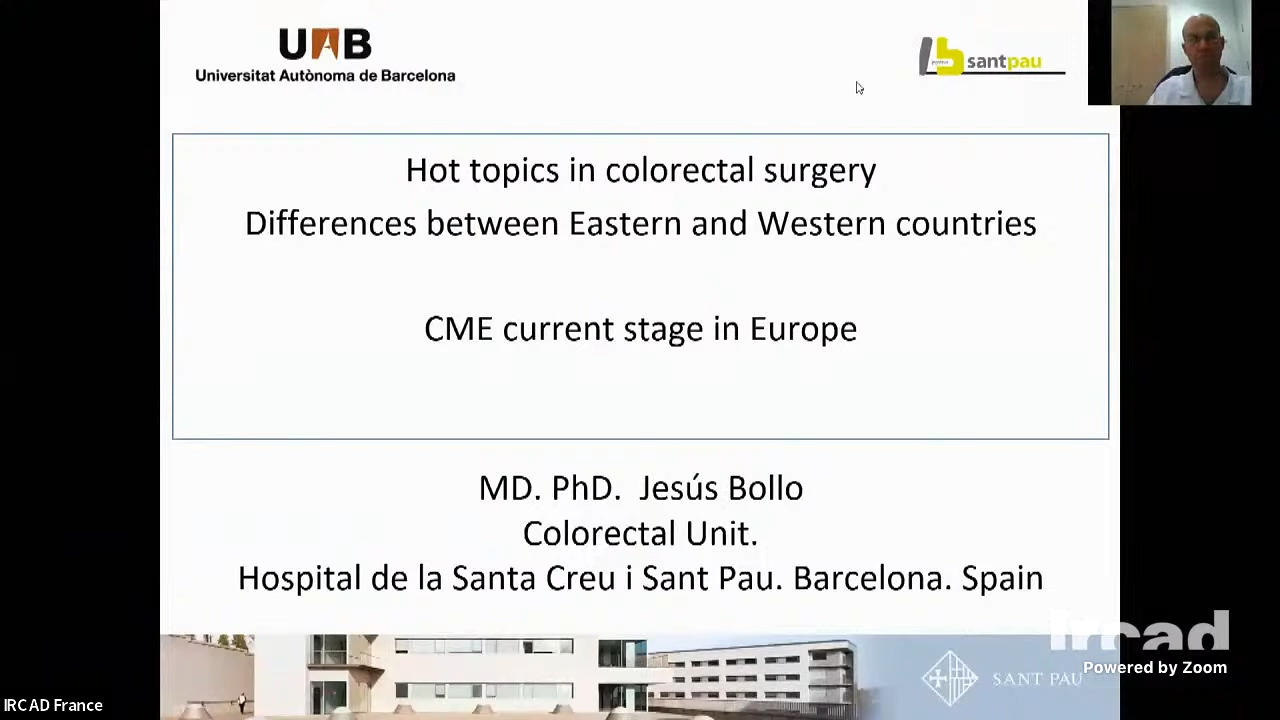 UAB
Universitat Autònoma de Barcelona
santpau
Hot topics in colorectal surgery
Differences between Eastern and Western countries
CME current stage in Europe
MD. PhD.  Jesús Bollo
Colorectal Unit.
Hospital de la Santa Creu i Sant Pau. Barcelona. Spain
ircad
Powered by Zoom
SANT PAU
IRCAD France